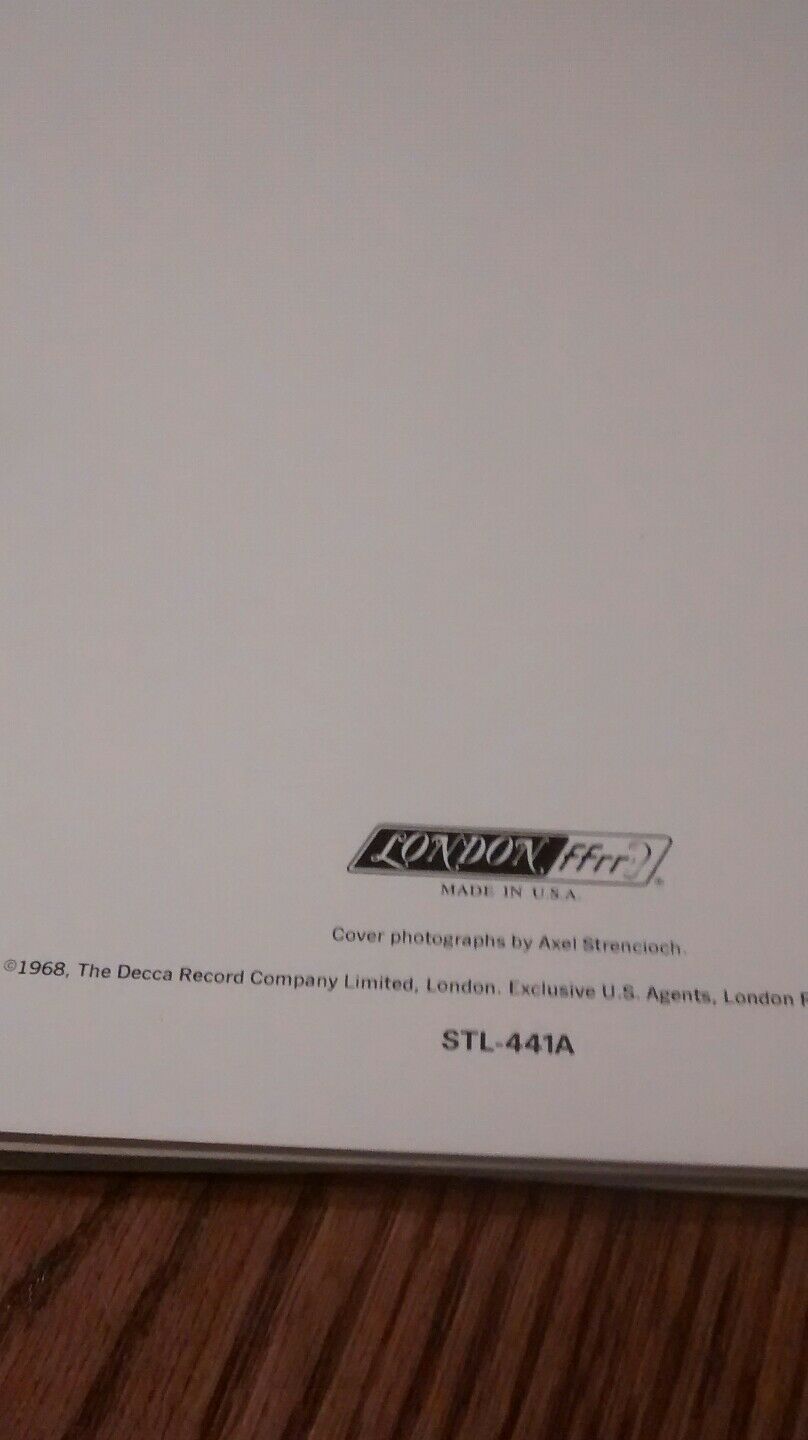 LONDON ffrr ®
MADE IN U.S.A.
Cover photographs by Axel Strencioch.
©1968, The Decca Record Company Limited, London. Exclusive U.S. Agents, London
STL-441A